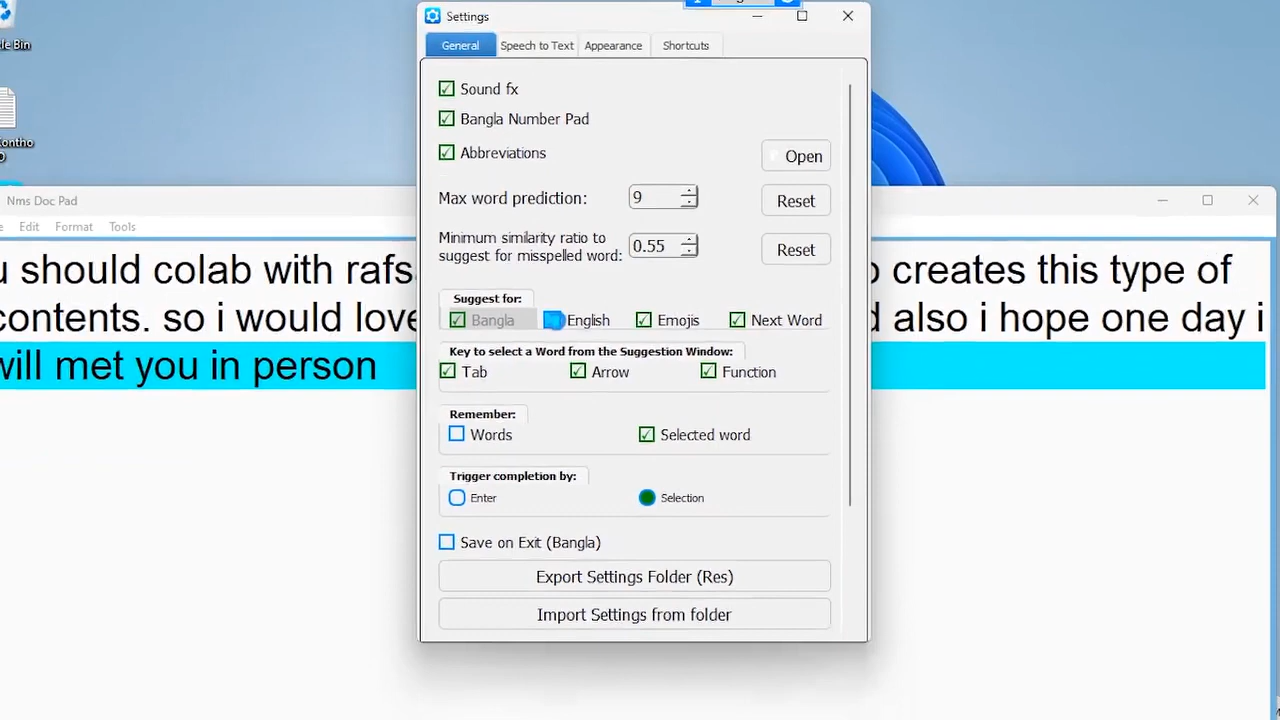 Settings
General Speech to Text Appearance Shortcuts
Sound fx
Bangla Number Pad
Abbreviations
Open
Max word prediction: 9 Reset
Minimum similarity ratio to
suggest for misspelled word: 0.55 Reset
Suggest for:
Bangla English Emojis Next Word
Key to select a Word from the Suggestion Window:
Tab Arrow Function
Remember:
Words Selected word
Trigger completion by:
Enter Selection
Save on Exit (Bangla)
Export Settings Folder (Res)
Import Settings from folder
Bin
Nms Doc Pad
Edit Format Tools
should colab with creates this type of
contents. so i would also i hope one day i
will met you in person